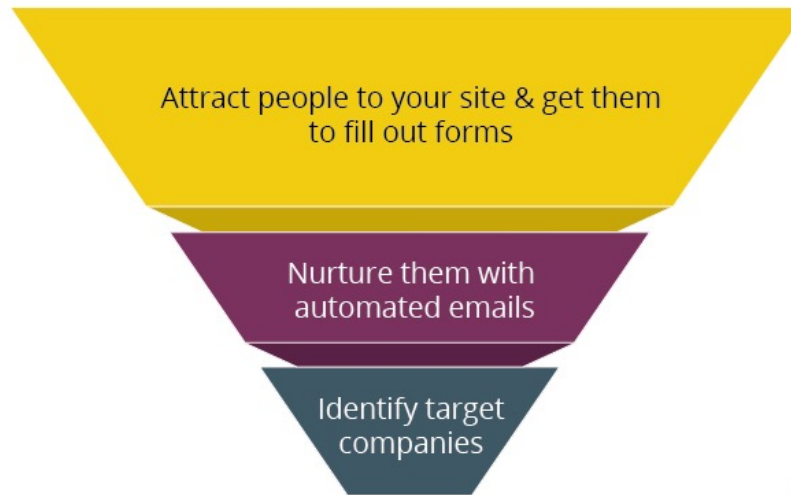 Attract people to your site & get them
to fill out forms
Nurture them with
automated emails
Identify target
companies